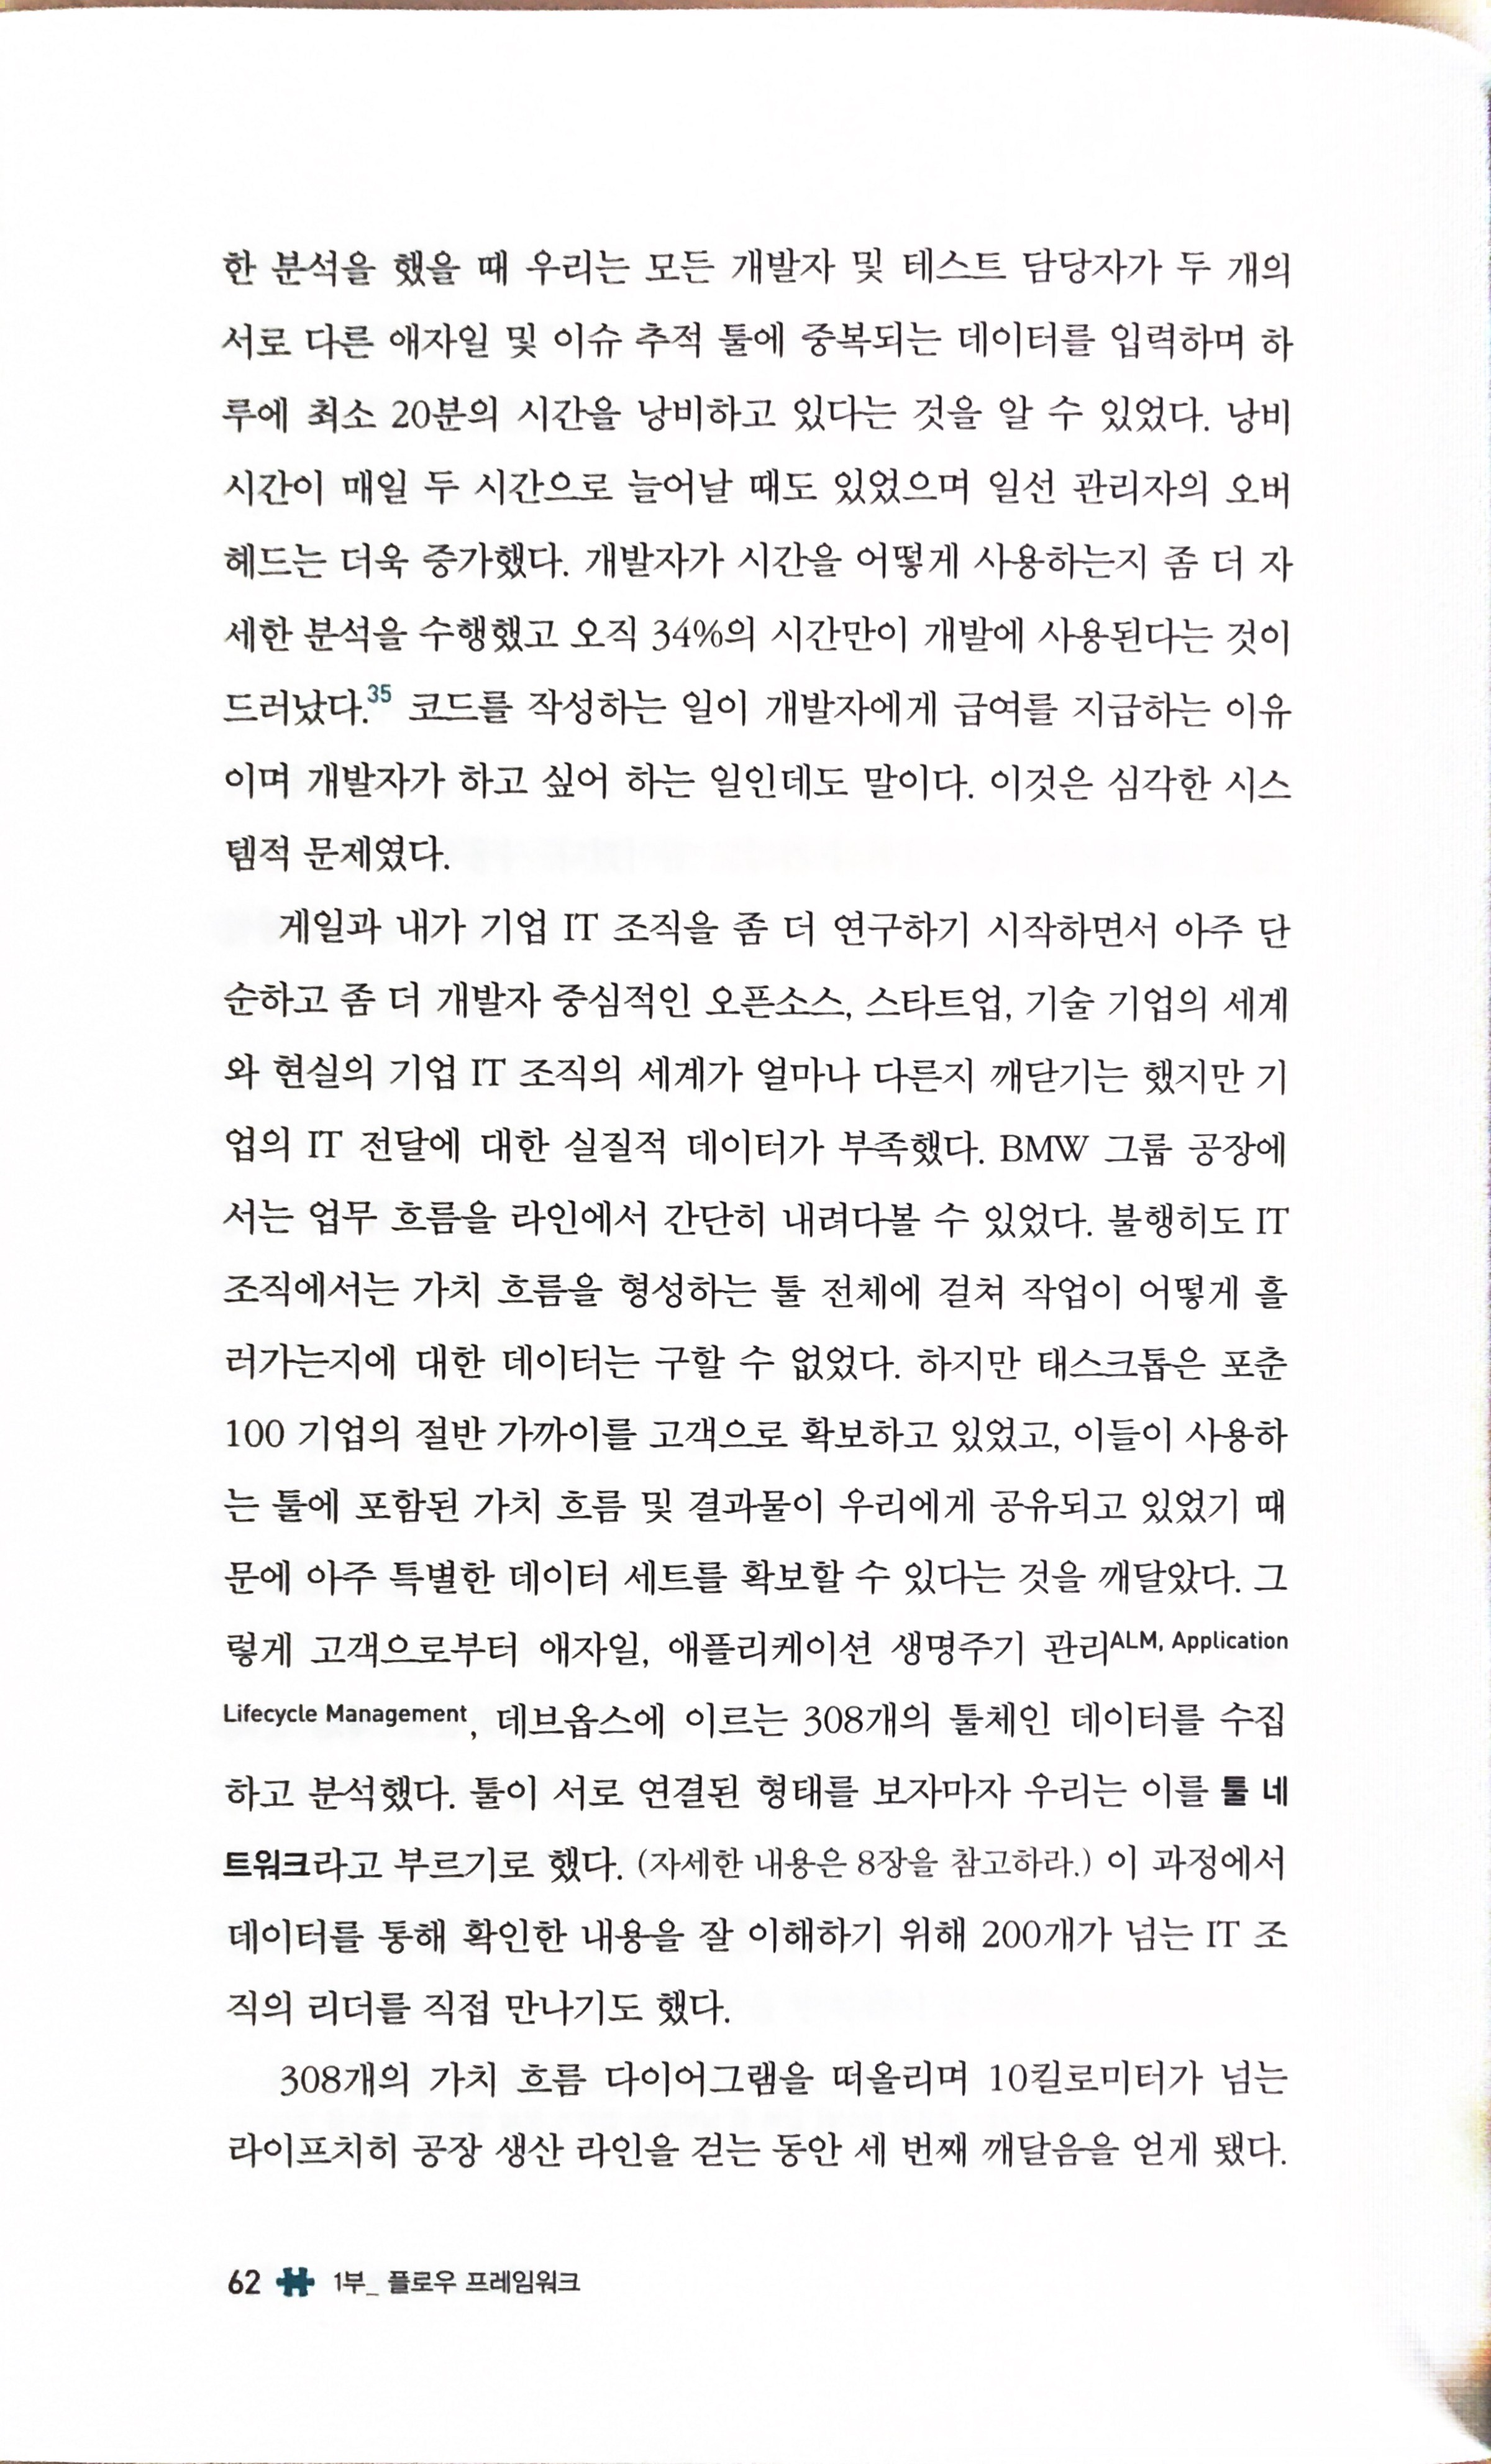 한 분석을 했을 때 우리는 모든 개발자 및 테스트 담당자가 두 개의
서로 다른 애자일 및 이슈 추적 툴에 중복되는 데이터를 입력하며 하
루에 최소 20분의 시간을 낭비하고 있다는 것을 알 수 있었다. 낭비
시간이 매일 두 시간으로 늘어날 때도 있었으며 일선 관리자의 오버
헤드는 더욱 증가했다. 개발자가 시간을 어떻게 사용하는지 좀 더 자
세한 분석을 수행했고 오직 34%의 시간만이 개발에 사용된다는 것이
드러났다.35 코드를 작성하는 일이 개발자에게 급여를 지급하는 이유
이며 개발자가 하고 싶어 하는 일인데도 말이다. 이것은 심각한 시스
템적 문제였다.
게일과 내가 기업 IT 조직을 좀 더 연구하기 시작하면서 아주 단
순하고 좀 더 개발자 중심적인 오픈소스, 스타트업, 기술 기업의 세계
와 현실의 기업 IT 조직의 세계가 얼마나 다른지 깨닫기는 했지만 기
업의 IT 전달에 대한 실질적 데이터가 부족했다. BMW 그룹 공장에
서는 업무 흐름을 라인에서 간단히 내려다볼 수 있었다. 불행히도 IT
조직에서는 가치 흐름을 형성하는 툴 전체에 걸쳐 작업이 어떻게 흘
러가는지에 대한 데이터는 구할 수 없었다. 하지만 태스크톱은 포춘
100 기업의 절반 가까이를 고객으로 확보하고 있었고, 이들이 사용하
는 툴에 포함된 가치 흐름 및 결과물이 우리에게 공유되고 있었기 때
문에 아주 특별한 데이터 세트를 확보할 수 있다는 것을 깨달았다. 그
렇게 고객으로부터 애자일, 애플리케이션 생명주기 관리ALM, Application
Lifecycle Management, 데브옵스에 이르는 308개의 툴체인 데이터를 수집
하고 분석했다. 툴이 서로 연결된 형태를 보자마자 우리는 이를 툴 네
트워크라고 부르기로 했다. (자세한 내용은 8장을 참고하라.) 이 과정에서
데이터를 통해 확인한 내용을 잘 이해하기 위해 200개가 넘는 IT 조
직의 리더를 직접 만나기도 했다.
308개의 가치 흐름 다이어그램을 떠올리며 10킬로미터가 넘는
라이프치히 공장 생산 라인을 걷는 동안 세 번째 깨달음을 얻게 됐다.
62 1부_ 플로우 프레임워크